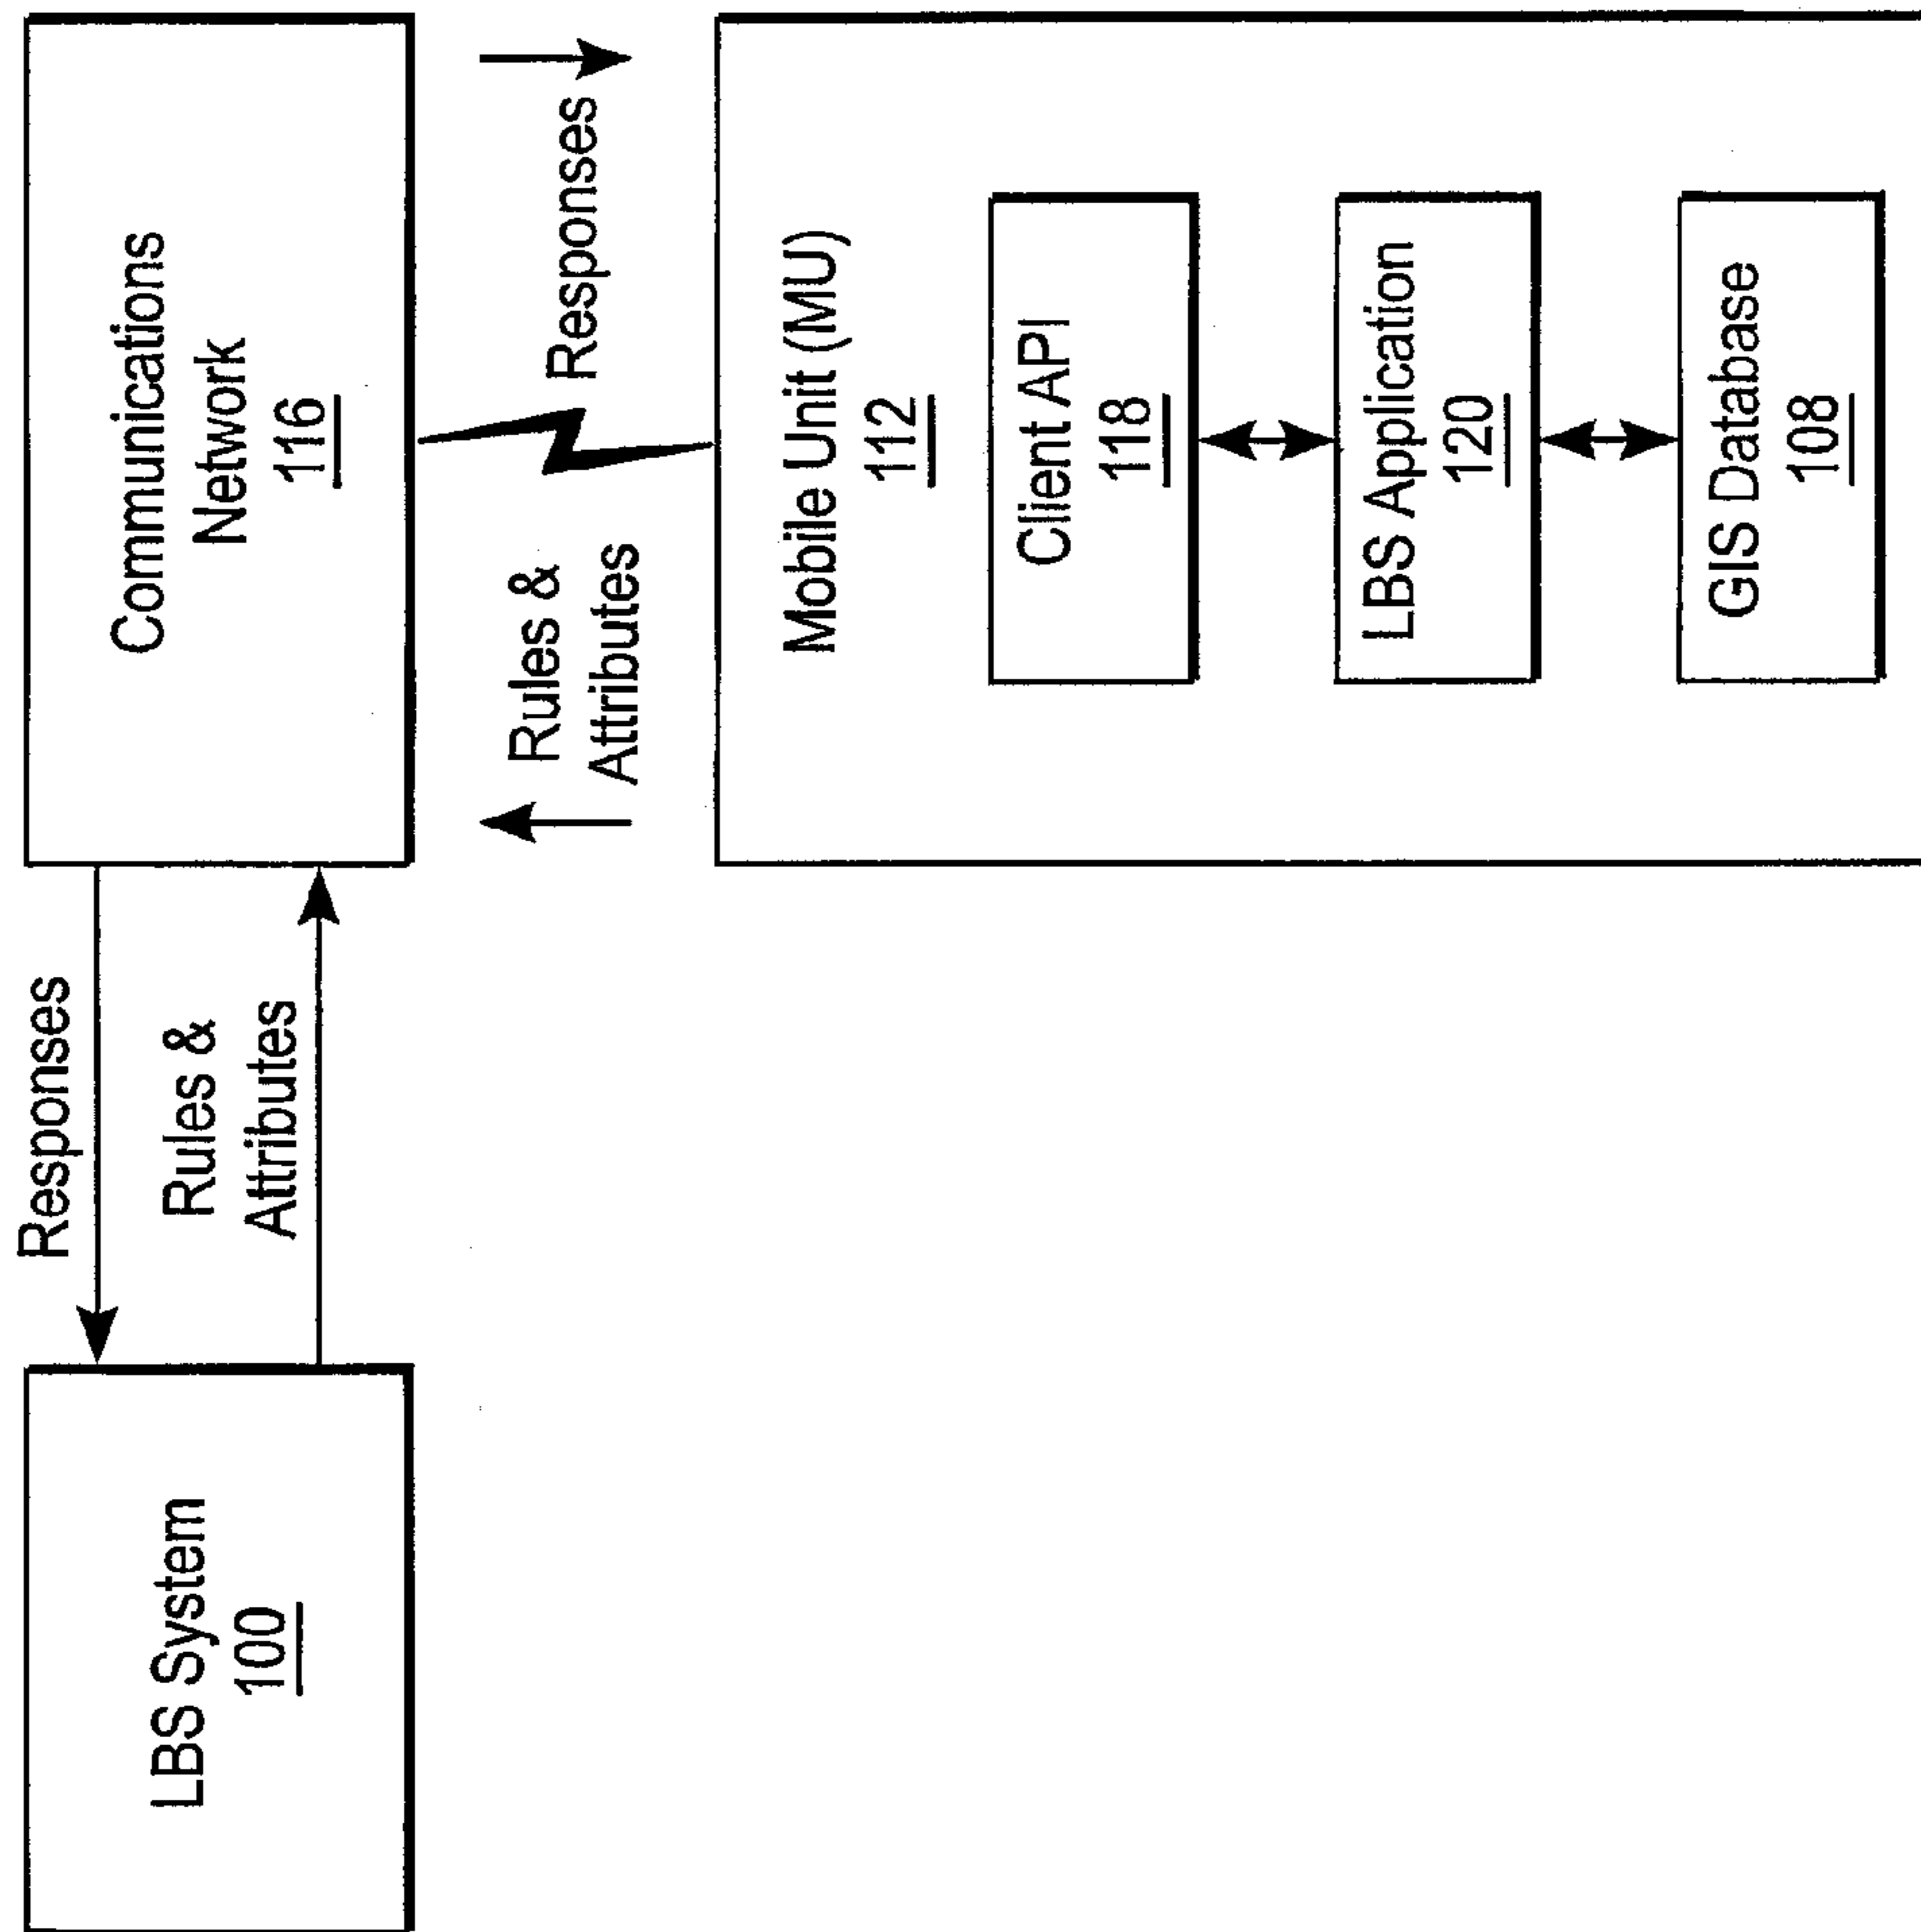 LBS System
100
Responses
Rules &
Attributes
Communications
Network
116
Rules &
Attributes
Responses
Mobile Unit (MU)
112
Client API
118
LBS Application
120
GIS Database
108